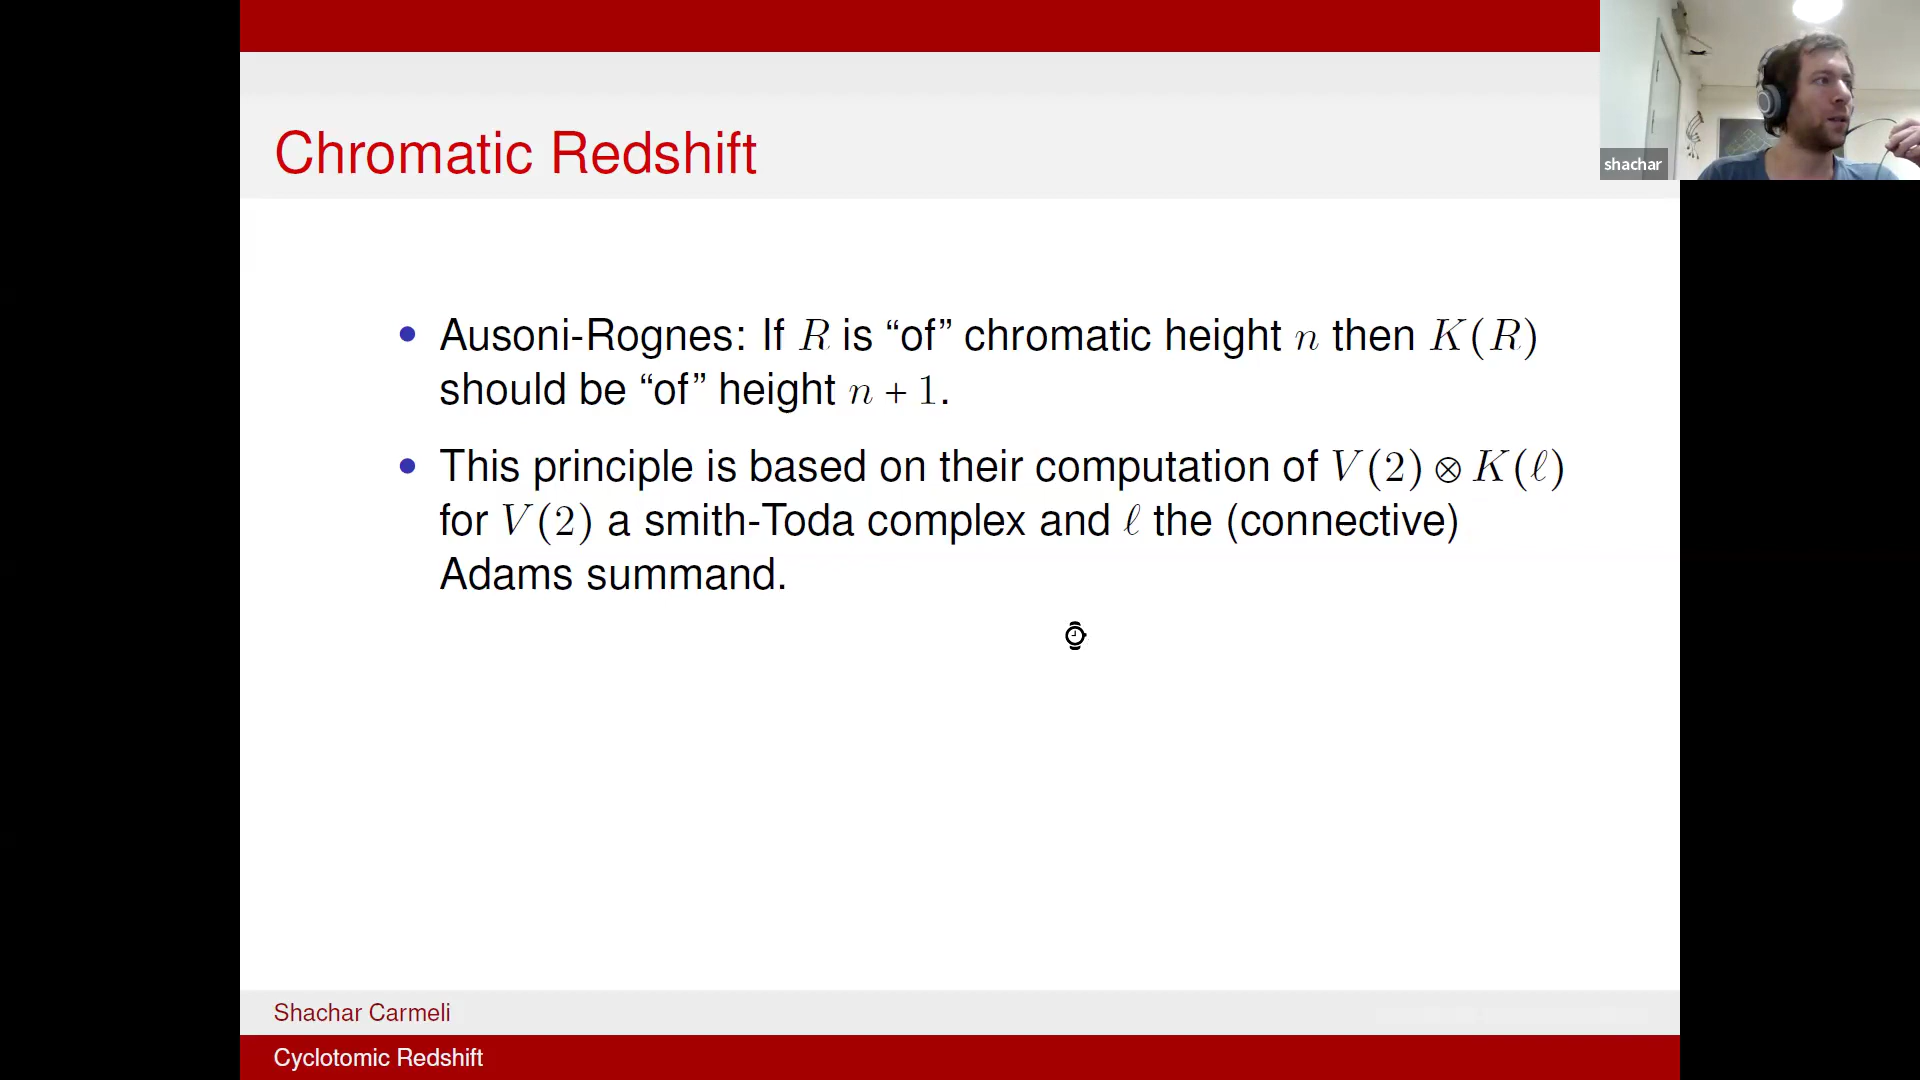 Chromatic Redshift
shachar
• Ausoni-Rognes: If R is “of” chromatic height n then K(R)
should be “of” height n + 1.
• This principle is based on their computation of V(2) ⊗ K(ℓ)
for V(2) a smith-Toda complex and ℓ the (connective)
Adams summand.
Shachar Carmeli
Cyclotomic Redshift